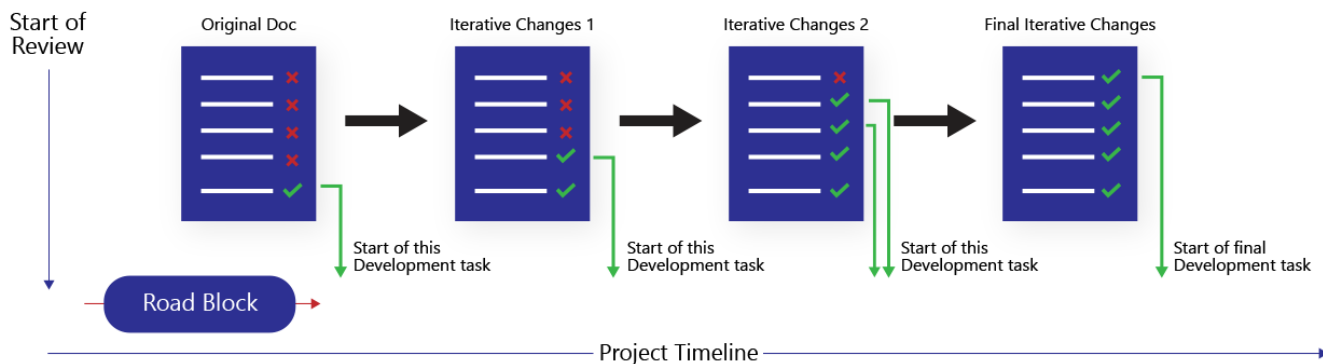 Start of
Review
Original Doc
Iterative Changes 1
Iterative Changes 2
Final Iterative Changes
Start of this
Development task
Start of this
Development task
Start of this
Development task
Start of final
Development task
Road Block
Project Timeline